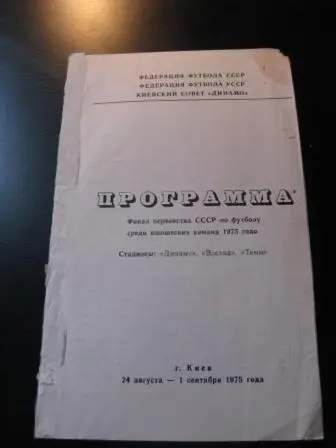 ФЕДЕРАЦИЯ ФУТБОЛА СССР
ФЕДЕРАЦИЯ ФУТБОЛА УССР
КИЕВСКИЙ СОВЕТ «ДИНАМО»
ПРОГРАММА
Финал первенства СССР по футболу
среди юношеских команд 1975 года
Стадионы: «Динамо», «Восход», «Темп»
г. Киев
24 августа — 1 сентября 1975 года